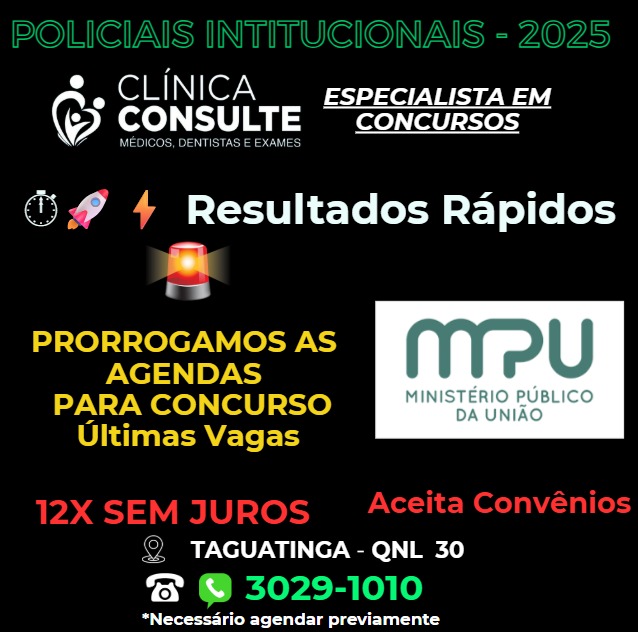 POLICIAIS INTITUCIONAIS - 2025
CLÍNICA
CONSULTE
MÉDICOS, DENTISTAS E EXAMES
ESPECIALISTA EM
CONCURSOS
Resultados Rápidos
PRORROGAMOS AS
AGENDAS
PARA CONCURSO
Últimas Vagas
MPU
MINISTÉRIO PÚBLICO
DA UNIÃO
12X SEM JUROS
Aceita Convênios
TAGUATINGA - QNL 30
3029-1010
*Necessário agendar previamente